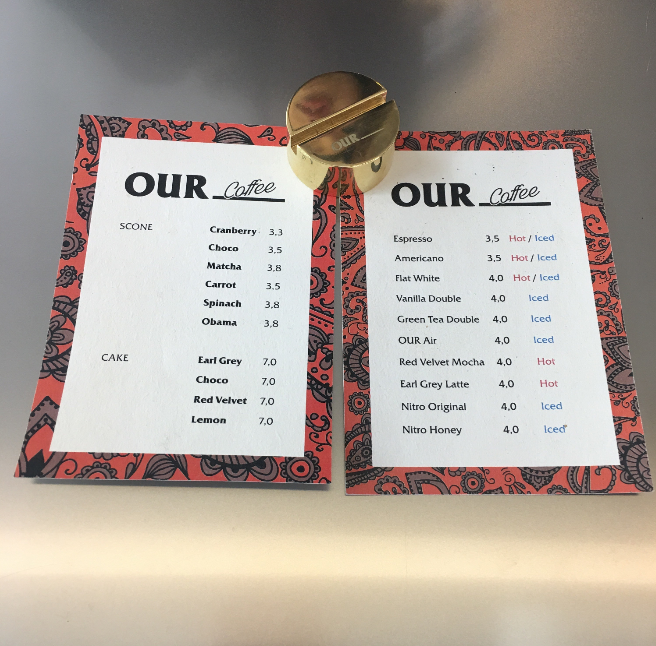 OUR
OUR Coffee
SCONE
Cranberry 3,3
Choco 3,5
Matcha 3,8
Carrot 3,5
Spinach 3,8
Obama 3,8
CAKE
Earl Grey 7,0
Choco 7,0
Red Velvet 7,0
Lemon 7,0
OUR Coffee
Espresso 3,5 Hot / Iced
Americano 3,5 Hot / Iced
Flat White 4,0 Hot / Iced
Vanilla Double 4,0 Iced
Green Tea Double 4,0 Iced
OUR Air 4,0 Iced
Red Velvet Mocha 4,0 Hot
Earl Grey Latte 4,0 Hot
Nitro Original 4,0 Iced
Nitro Honey 4,0 Iced